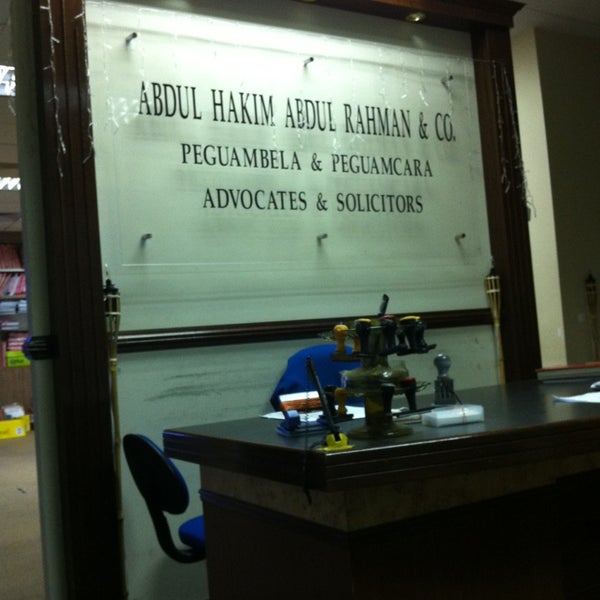 ABDUL HAKIM ABDUL RAHMAN & CO.
PEGUAMBELA & PEGUAMCARA
ADVOCATES & SOLICITORS